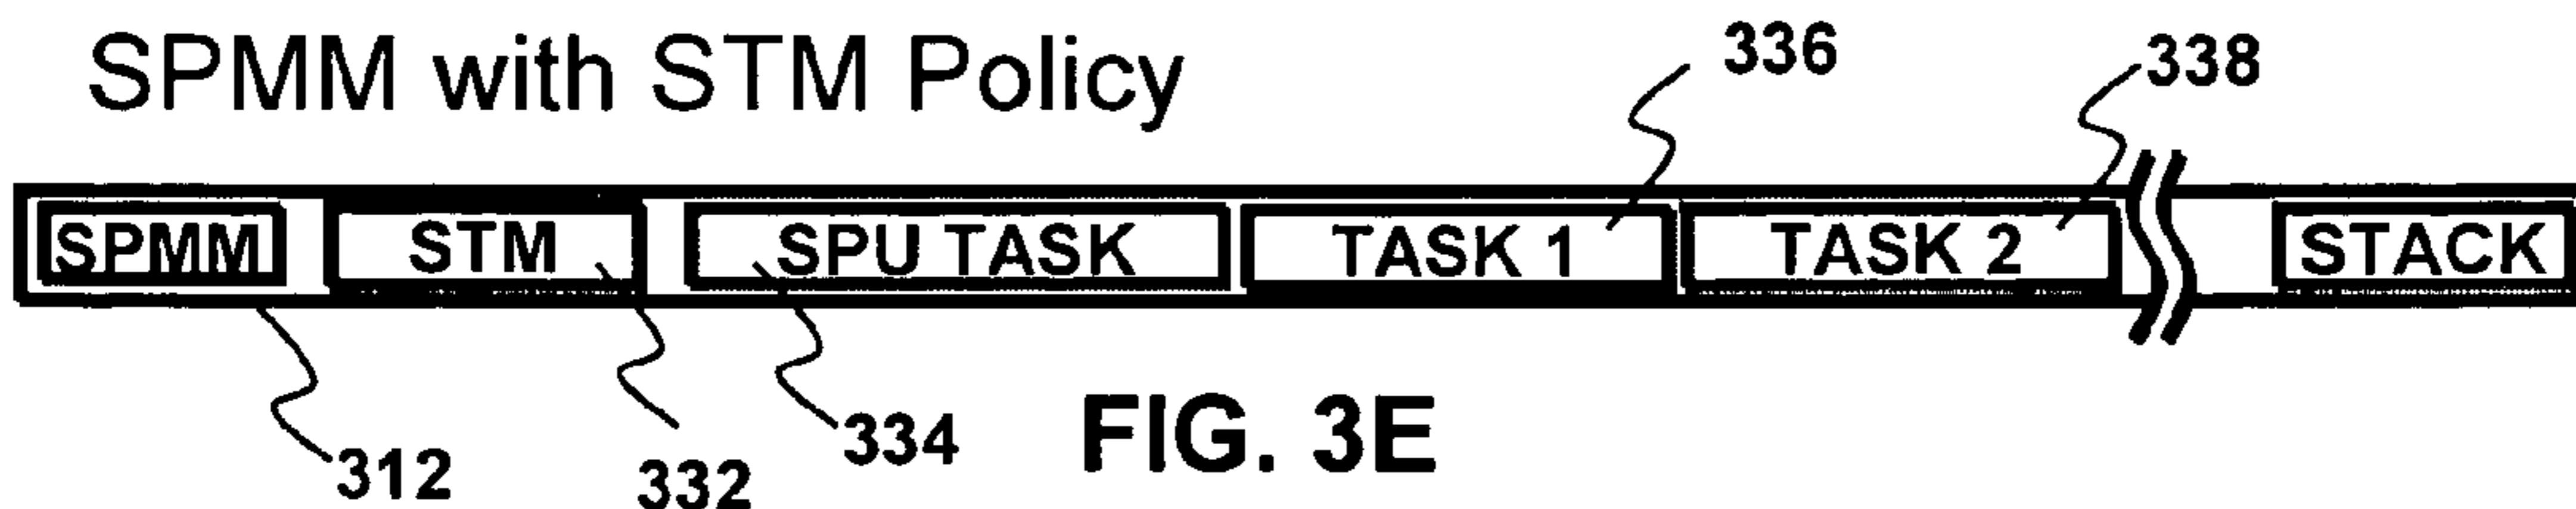 SPMM with STM Policy
336
338
SPMM STM SPU TASK TASK 1 TASK 2 STACK
312
332
334
FIG. 3E